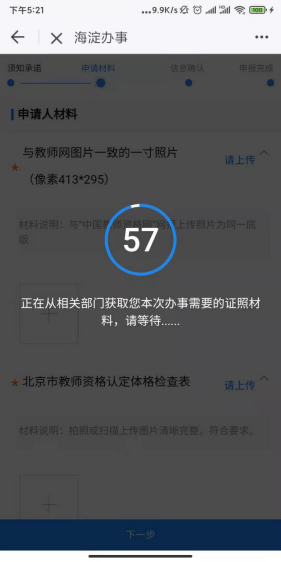 下午5:21
...9.9K/s
100
海淀办事
须知承诺
申请材料
信息确认
申报完成
申请人材料
与教师网图片一致的一寸照片
请上传
（像素413*295）
材料说明：与“中国教师资格网”网报上传照片为同一底
版
57
正在从相关部门获取您本次办事需要的证照材
料，请等待......
北京市教师资格认定体格检查表
请上传
材料说明：拍照或扫描上传图片清晰完整，符合要求。
下一步